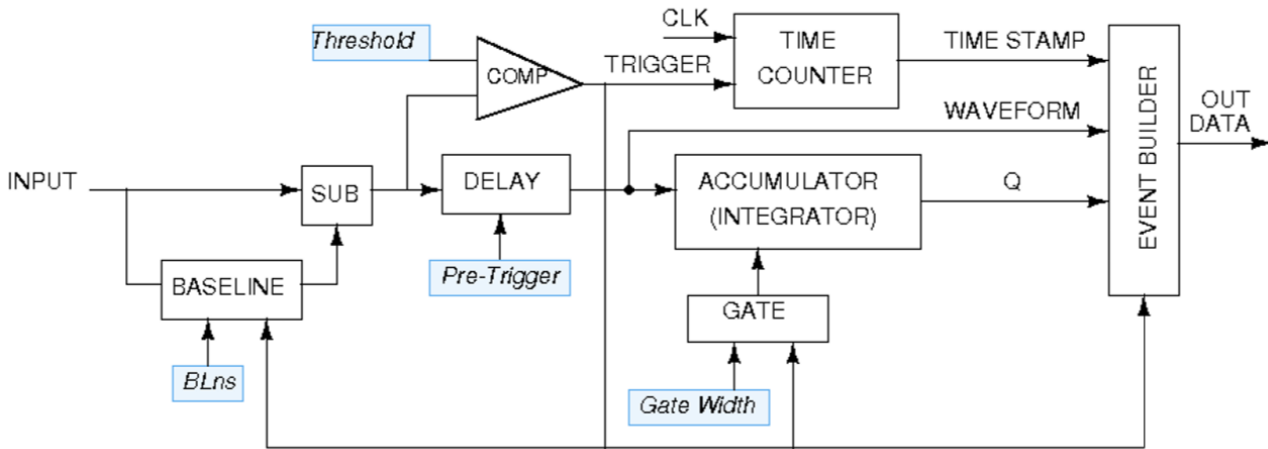 CLK
Threshold
COMP
TRIGGER
TIME
COUNTER
TIME STAMP
WAVEFORM
EVENT BUILDER
OUT
DATA
INPUT
SUB
DELAY
ACCUMULATOR
(INTEGRATOR)
Q
BASELINE
Pre-Trigger
GATE
BLns
Gate Width